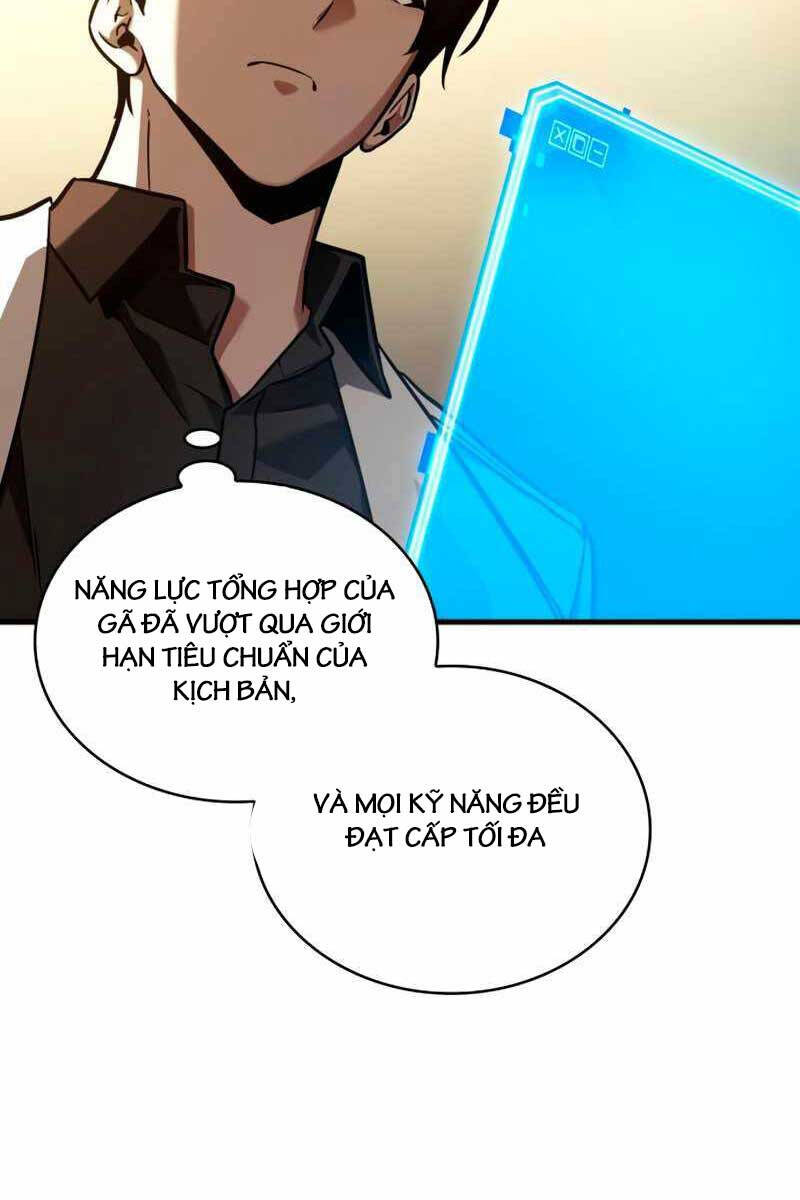 NĂNG LỰC TỔNG HỢP CỦA
GÃ ĐÃ VƯỢT QUA GIỚI
HẠN TIÊU CHUẨN CỦA
KỊCH BẢN,
VÀ MỌI KỸ NĂNG ĐỀU
ĐẠT CẤP TỐI ĐA